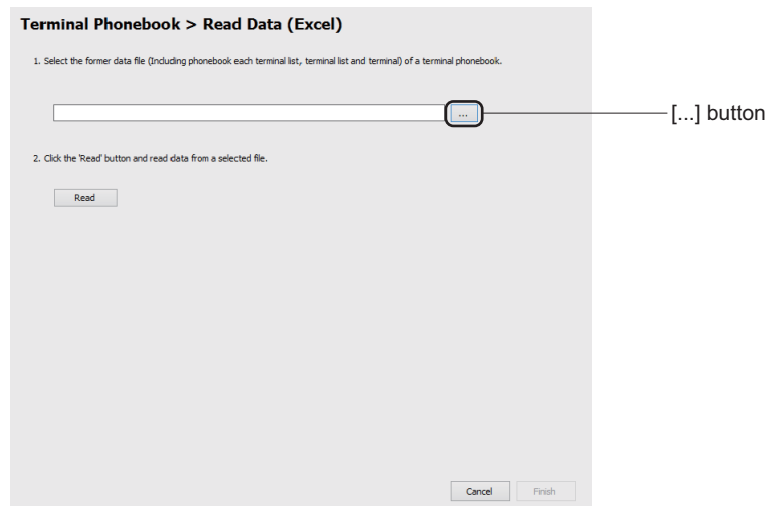 Terminal Phonebook > Read Data (Excel)
1. Select the former data file (Including phonebook each terminal list, terminal list and terminal) of a terminal phonebook.
...
[...] button
2. Click the 'Read' button and read data from a selected file.
Read
Cancel
Finish